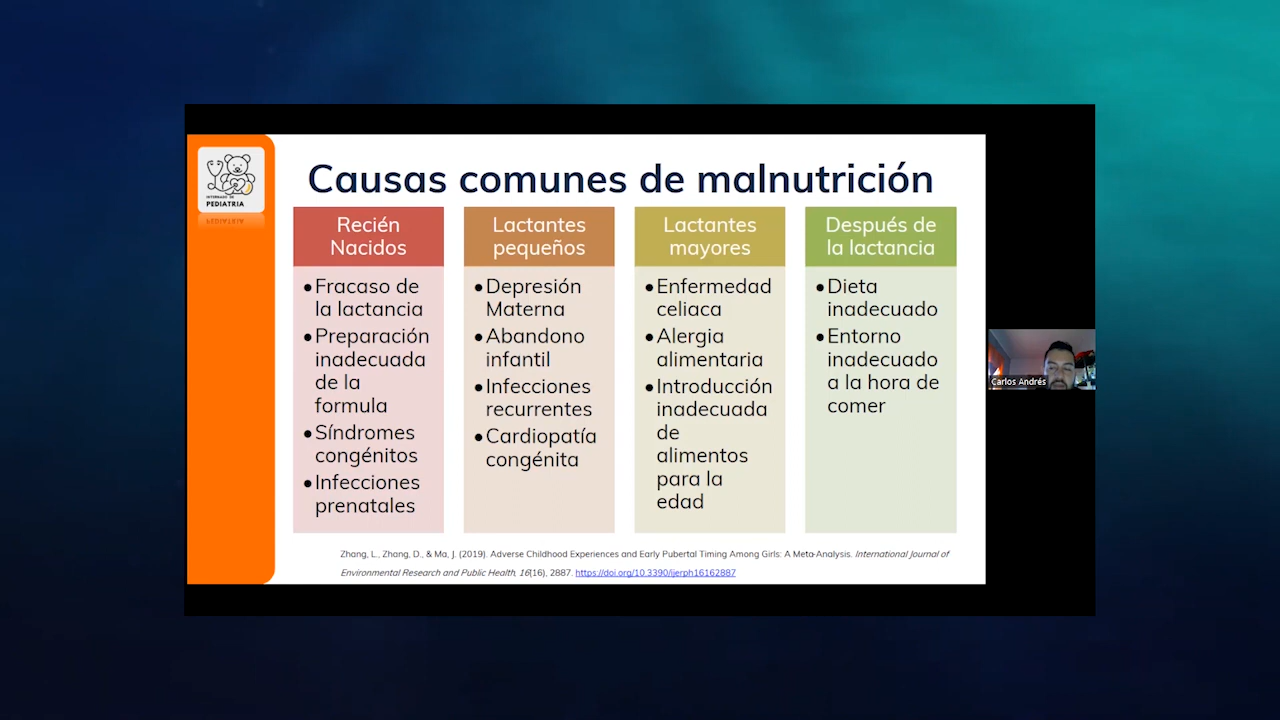 INTERNADO DE
PEDIATRIA
Causas comunes de malnutrición
Recién
Nacidos
•Fracaso de
la lactancia
•Preparación
inadecuada
de la
formula
•Síndromes
congénitos
•Infecciones
prenatales
Lactantes
pequeños
•Depresión
Materna
•Abandono
infantil
•Infecciones
recurrentes
•Cardiopatía
congénita
Lactantes
mayores
•Enfermedad
celiaca
•Alergia
alimentaria
•Introducción
inadecuada
de
alimentos
para la
edad
Después de
la lactancia
•Dieta
inadecuado
•Entorno
inadecuado
a la hora de
comer
Zhang, L., Zhang, D., & Ma, J. (2019). Adverse Childhood Experiences and Early Pubertal Timing Among Girls: A Meta-Analysis. International Journal of
Environmental Research and Public Health, 16(16), 2887. https://doi.org/10.3390/ijerph16162887
Carlos Andrés